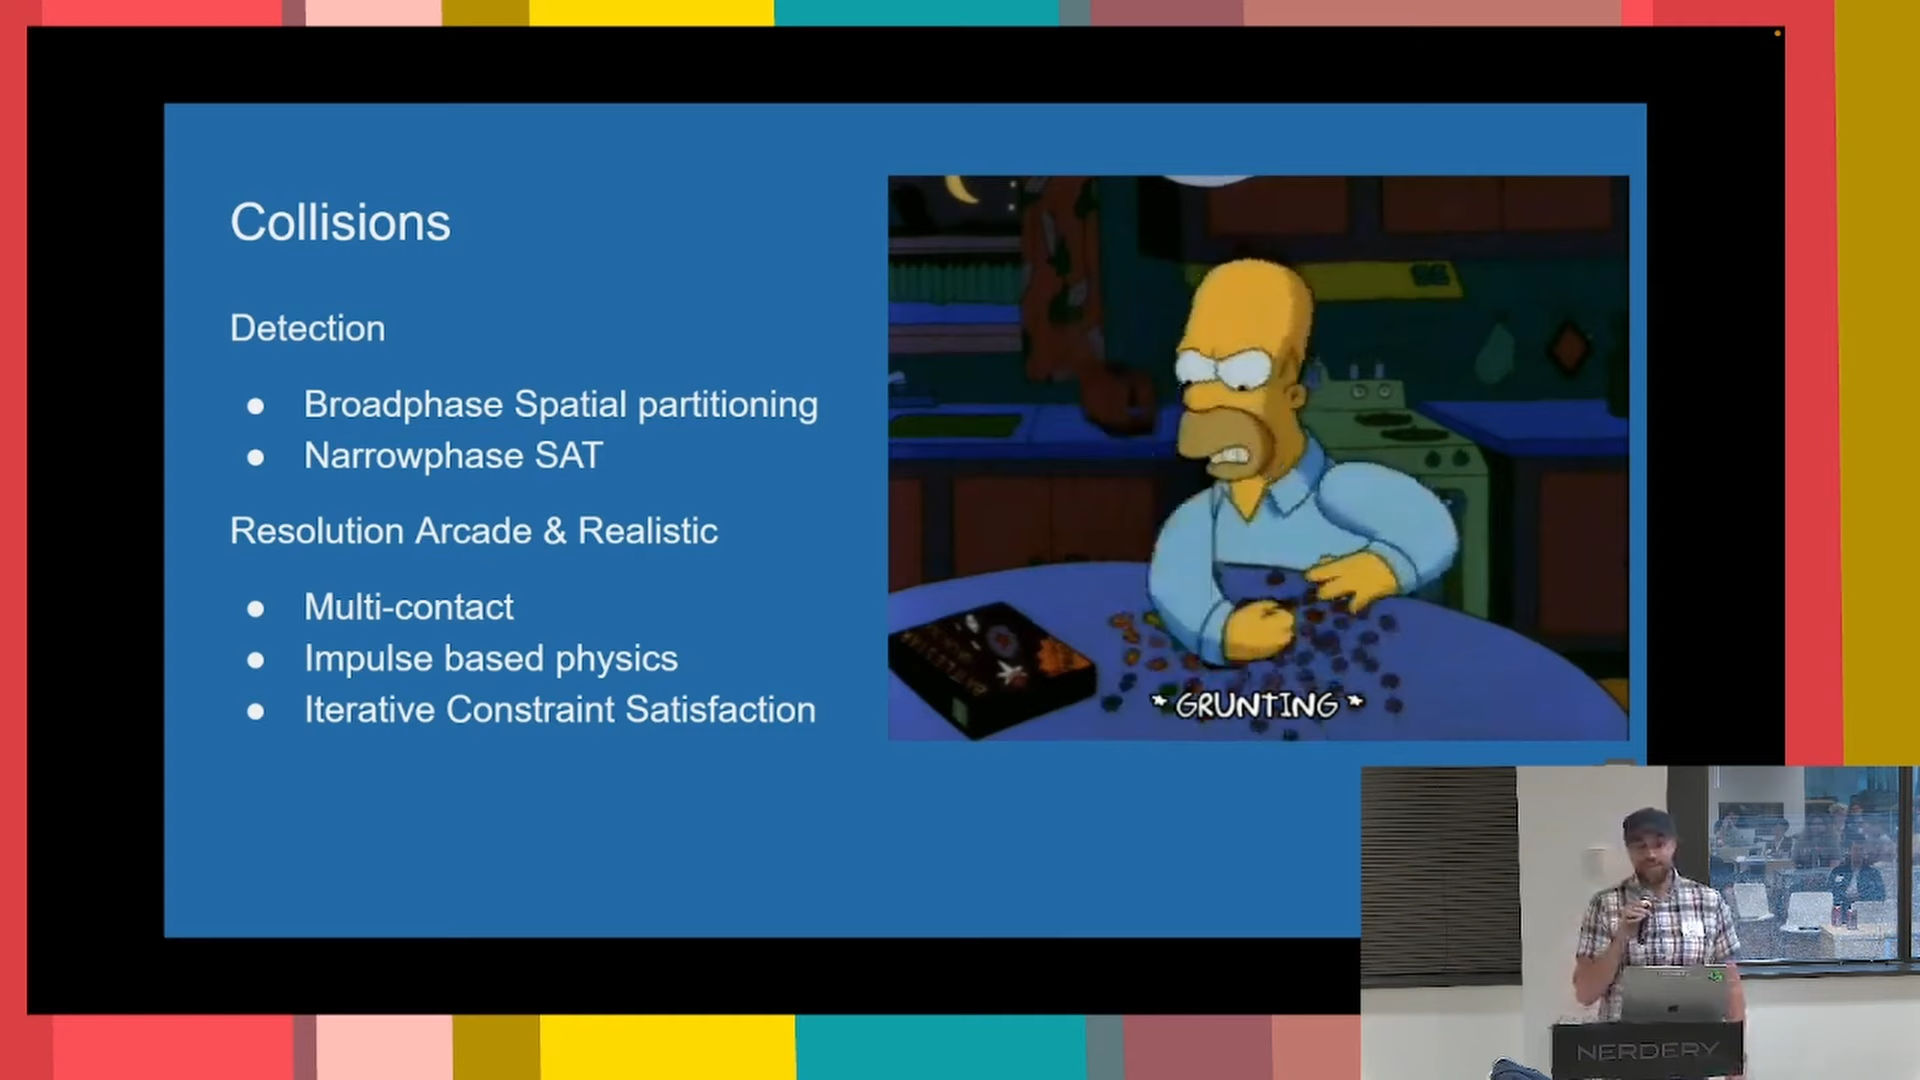 Collisions
Detection
● Broadphase Spatial partitioning
● Narrowphase SAT
Resolution Arcade & Realistic
● Multi-contact
● Impulse based physics
● Iterative Constraint Satisfaction
* GRUNTING *
NERDERY